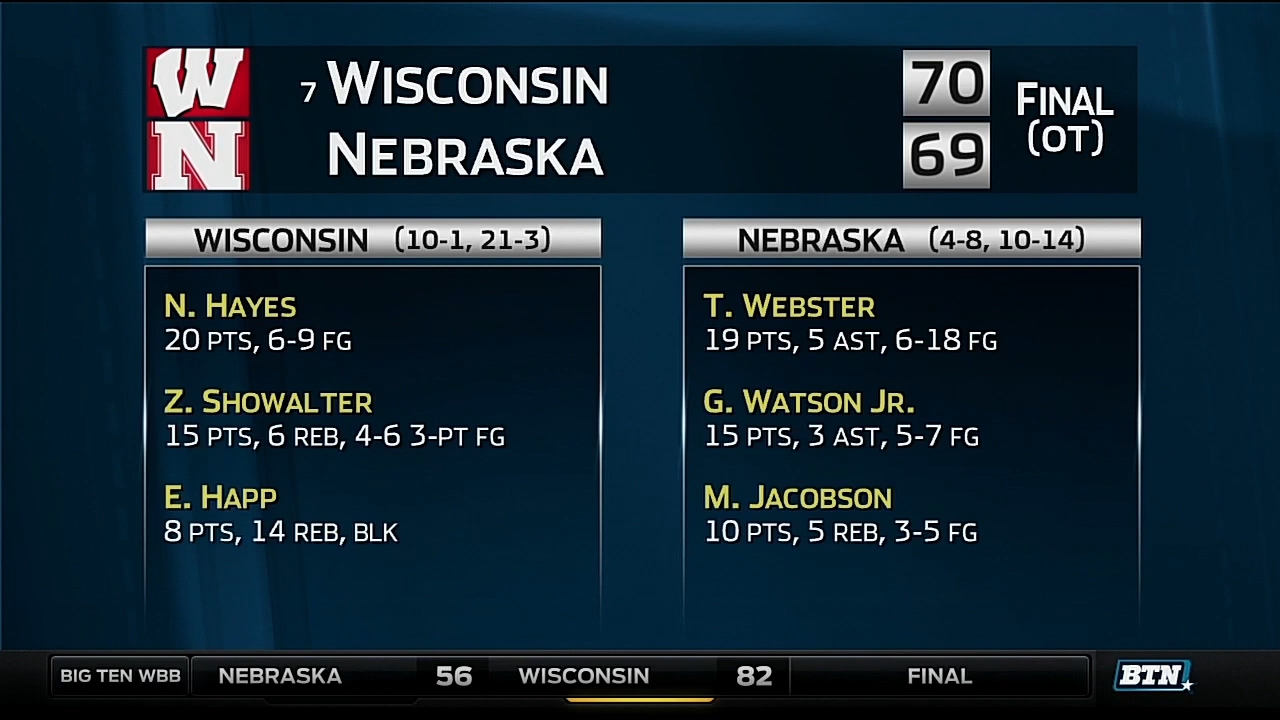 W
N
7 WISCONSIN 70
NEBRASKA 69
FINAL
(OT)
WISCONSIN (10-1, 21-3)
N. HAYES
20 PTS, 6-9 FG
Z. SHOWALTER
15 PTS, 6 REB, 4-6 3-PT FG
E. HAPP
8 PTS, 14 REB, BLK
NEBRASKA (4-8, 10-14)
T. WEBSTER
19 PTS, 5 AST, 6-18 FG
G. WATSON JR.
15 PTS, 3 AST, 5-7 FG
M. JACOBSON
10 PTS, 5 REB, 3-5 FG
BIG TEN WBB NEBRASKA 56 WISCONSIN 82 FINAL BTN